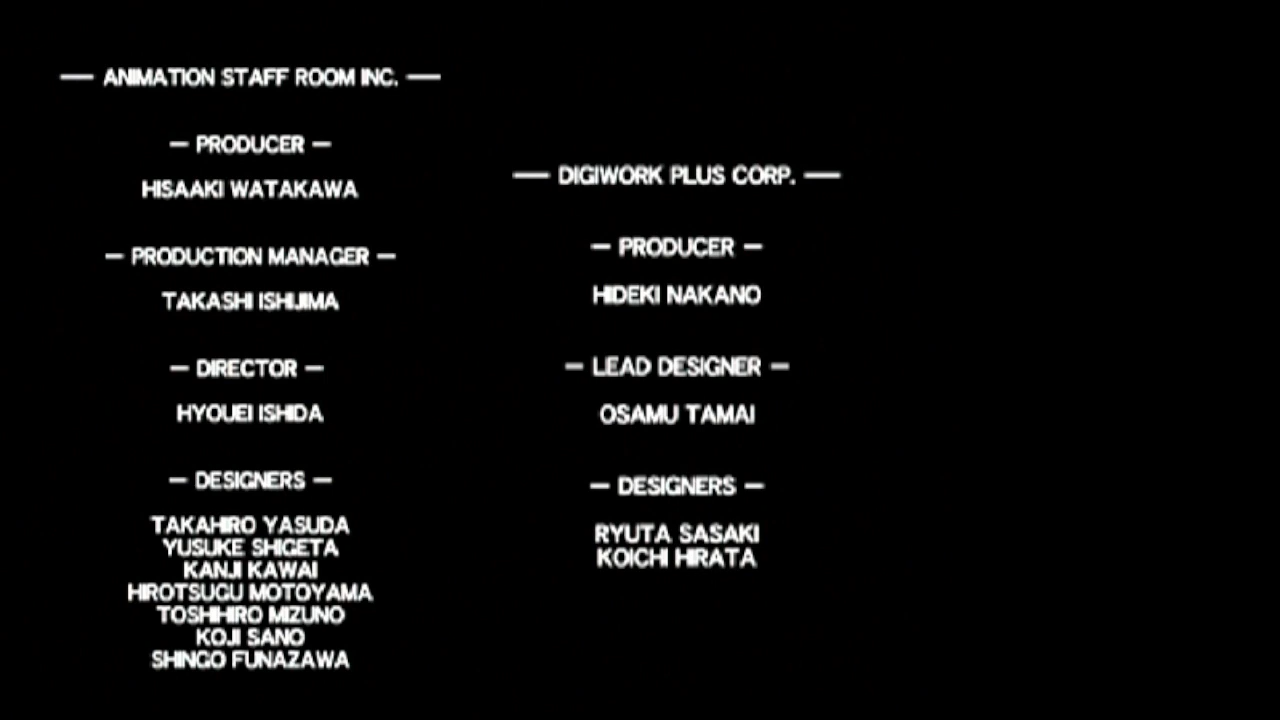 — ANIMATION STAFF ROOM INC. —
— PRODUCER —
HISAAKI WATAKAWA
— PRODUCTION MANAGER —
TAKASHI ISHIJIMA
— DIRECTOR —
HYOUEI ISHIDA
— DESIGNERS —
TAKAHIRO YASUDA
YUSUKE SHIGETA
KANJI KAWAI
HIROTSUGU MOTOYAMA
TOSHIHIRO MIZUNO
KOJI SANO
SHINGO FUNAZAWA
— DIGIWORK PLUS CORP. —
— PRODUCER —
HIDEKI NAKANO
— LEAD DESIGNER —
OSAMU TAMAI
— DESIGNERS —
RYUTA SASAKI
KOICHI HIRATA